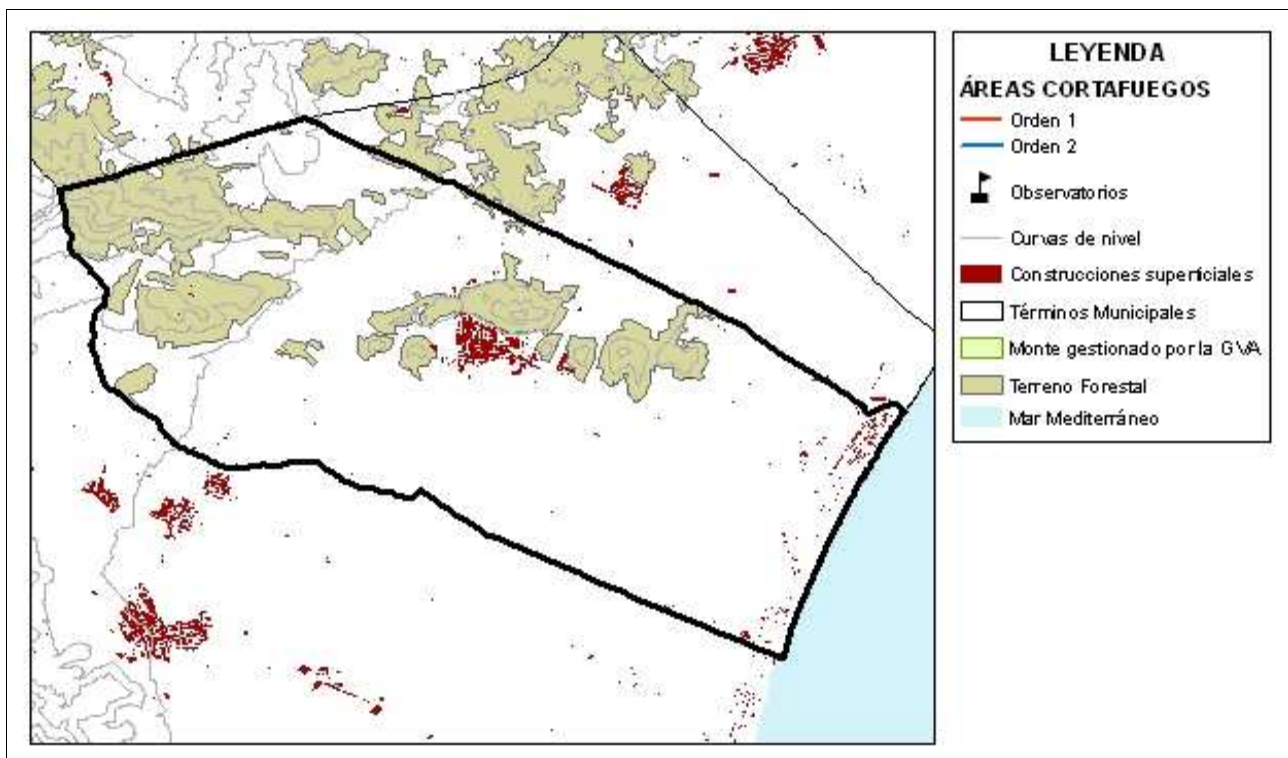 LEYENDA
ÁREAS CORTAFUEGOS
Orden 1
Orden 2
Observatorios
Curvas de nivel
Construcciones superficiales
Términos Municipales
Monte gestionado por la GVA
Terreno Forestal
Mar Mediterráneo